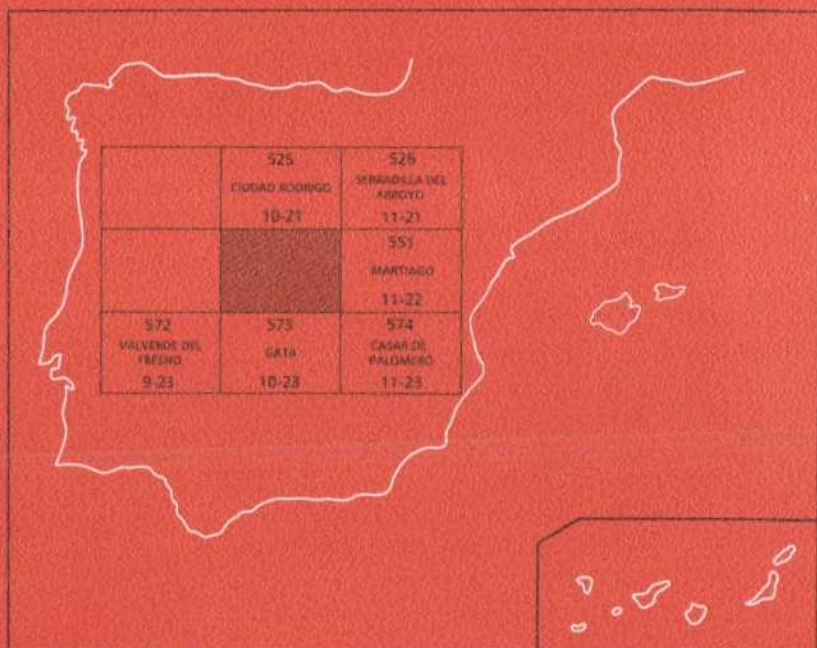 525
CIUDAD RODRIGO
10-21
526
SERRADILLA DEL
ARROYO
11-21
551
MARTIAGO
11-22
572
VALVERDE DEL
FRESNO
9-23
573
GATA
10-23
574
CASAR DE
PALOMERO
11-23